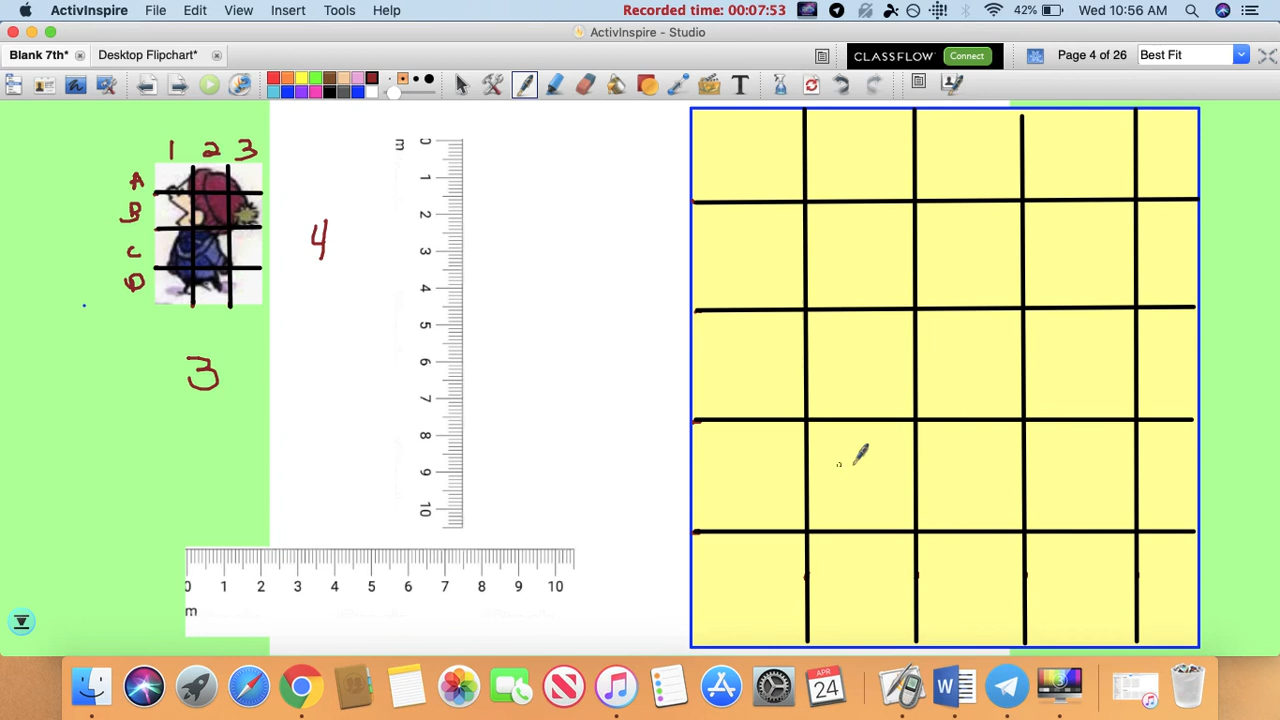 ActivInspire File Edit View Insert Tools Help Recorded time: 00:07:53 42% Wed 10:56 AM
ActivInspire - Studio
Blank 7th* Desktop Flipchart* CLASSFLOW Connect Page 4 of 26 Best Fit
T
1 2 3
A
B
C
D
4
3
m
0
1
2
3
4
5
6
7
8
9
10
0 1 2 3 4 5 6 7 8 9 10
m
APR
24
W